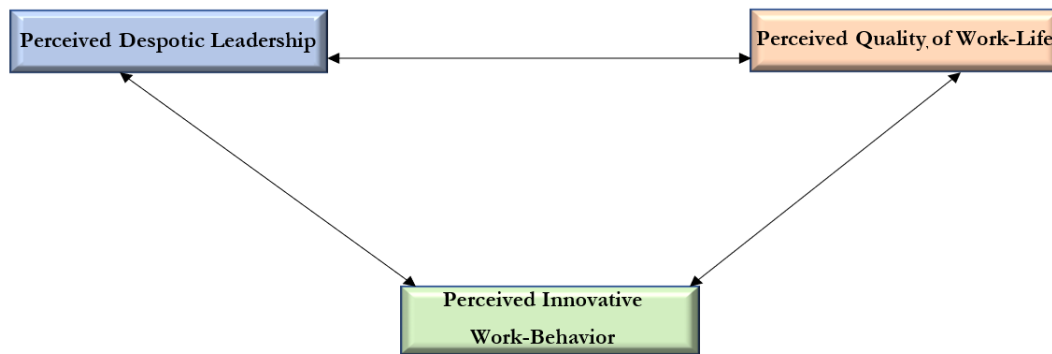 Perceived Despotic Leadership
Perceived Quality of Work-Life
Perceived Innovative
Work-Behavior